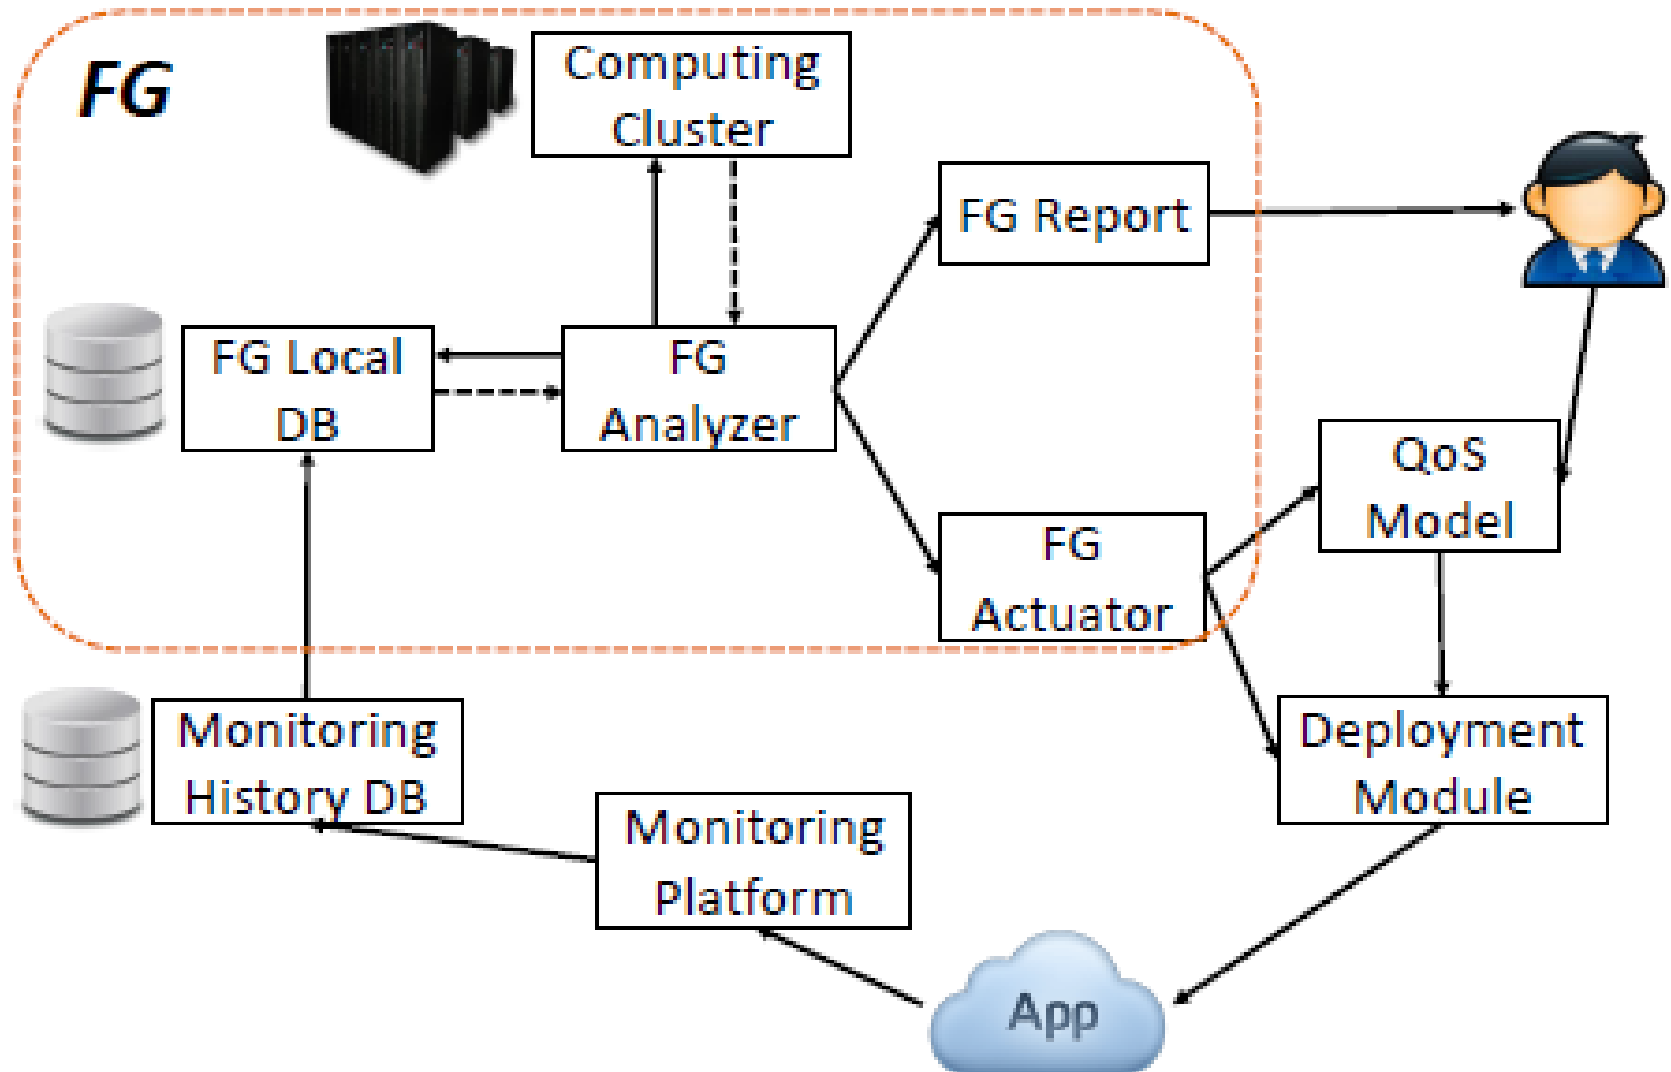 FG
Computing
Cluster
FG Report
FG Local
DB
FG
Analyzer
QoS
Model
FG
Actuator
Monitoring
History DB
Deployment
Module
Monitoring
Platform
App